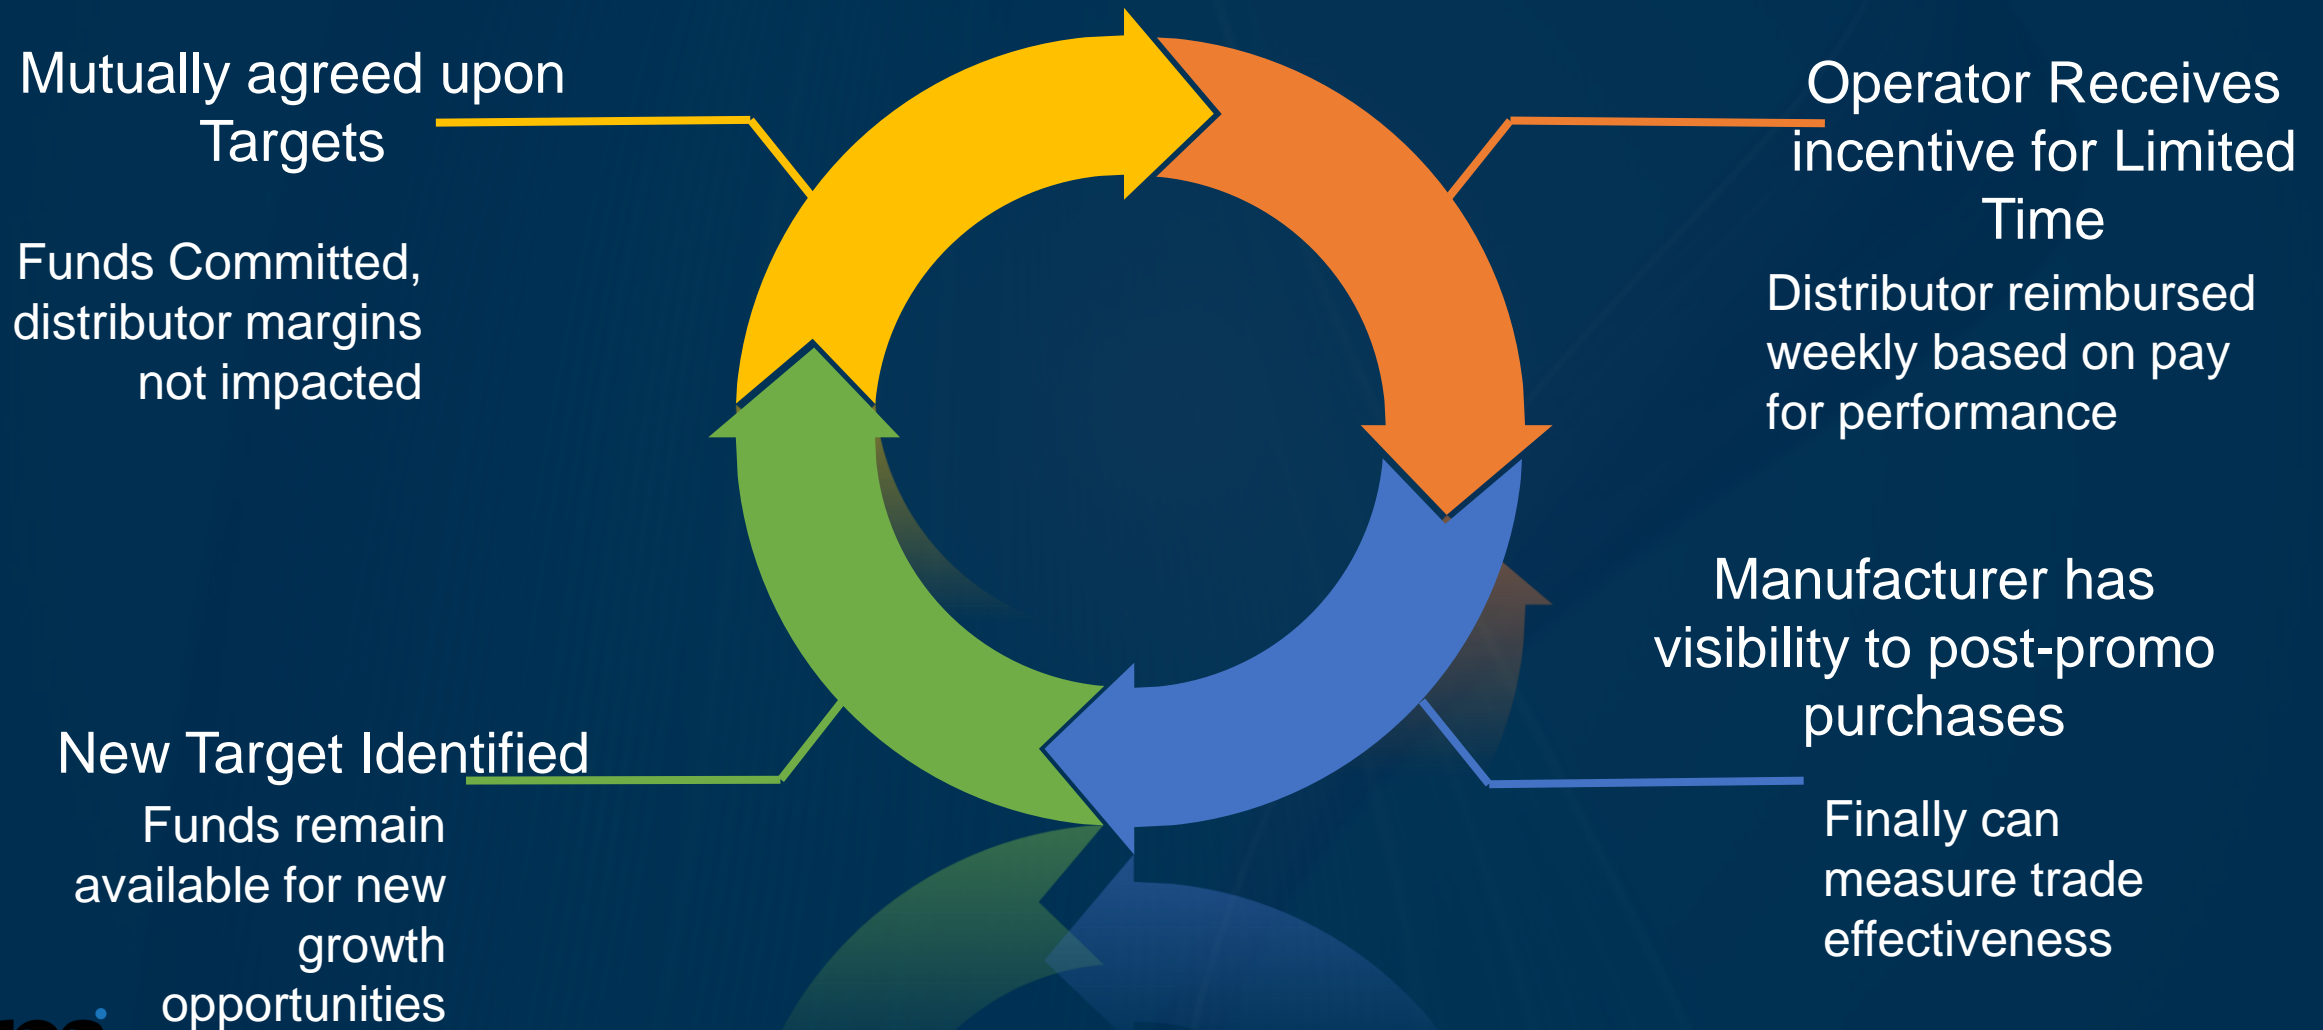 Mutually agreed upon
Targets
Funds Committed,
distributor margins
not impacted
Operator Receives
incentive for Limited
Time
Distributor reimbursed
weekly based on pay
for performance
Manufacturer has
visibility to post-promo
purchases
Finally can
measure trade
effectiveness
New Target Identified
Funds remain
available for new
growth
opportunities